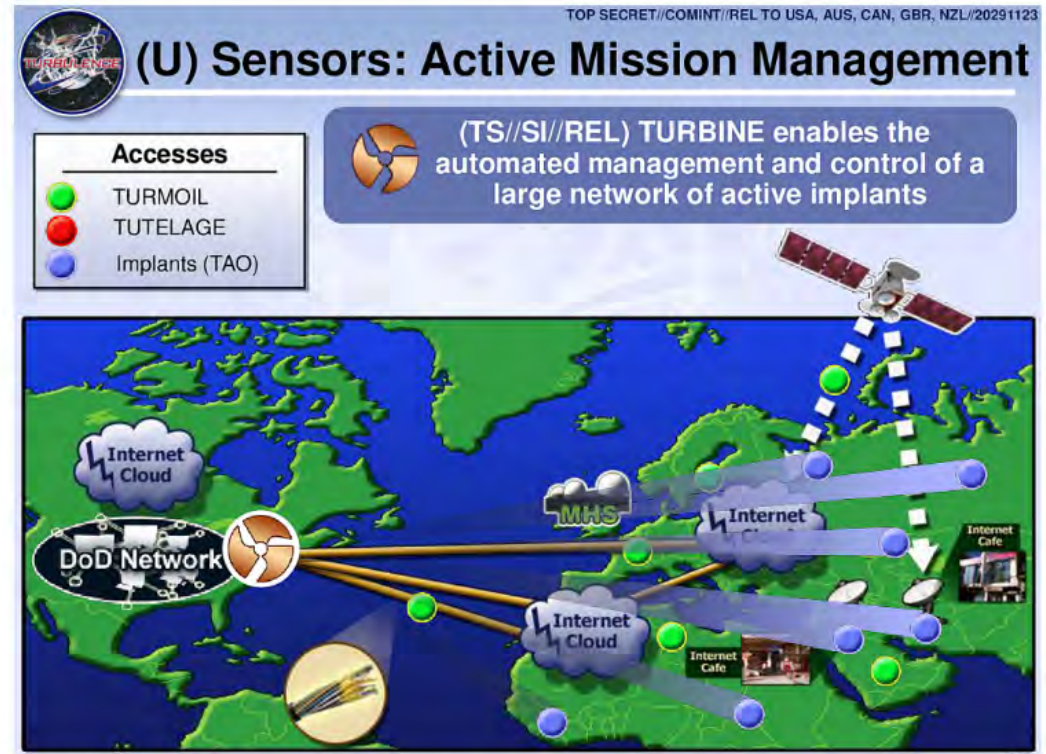 TOP SECRET//COMINT//REL TO USA, AUS, CAN, GBR, NZL//20291123
TURBULENCE
(U) Sensors: Active Mission Management
(TS//SI//REL) TURBINE enables the
automated management and control of a
large network of active implants
Accesses
TURMOIL
TUTELAGE
Implants (TAO)
Internet
Cloud
DoD Network
MHS
Internet
Cloud
Internet
Cafe
Internet
Cloud
Internet
Cafe